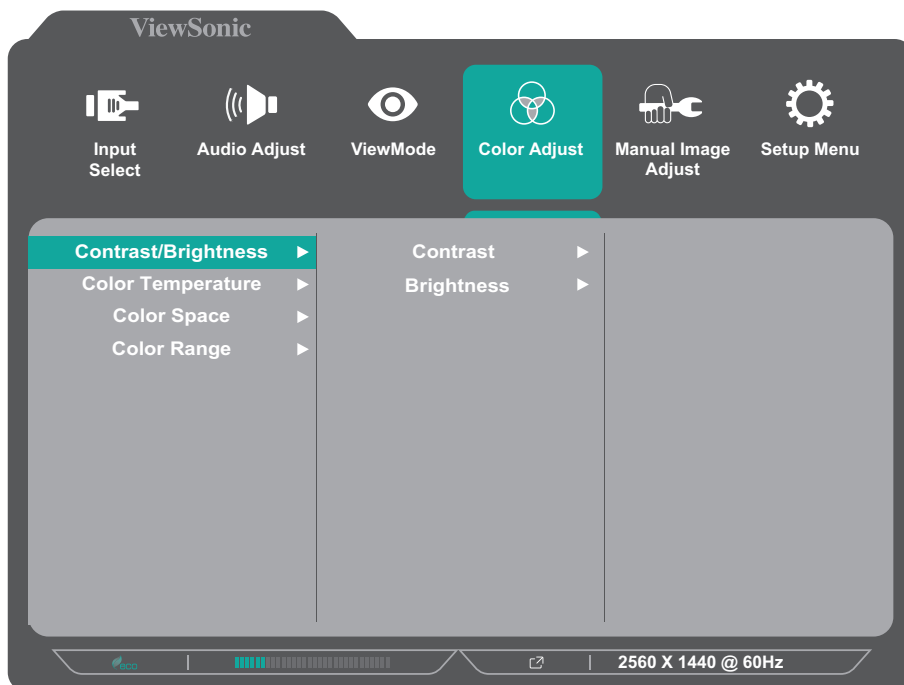 ViewSonic
Input
Select
Audio Adjust
ViewMode
Color Adjust
Manual Image
Adjust
Setup Menu
Contrast/Brightness
Color Temperature
Color Space
Color Range
Contrast
Brightness
eco
2560 X 1440 @ 60Hz